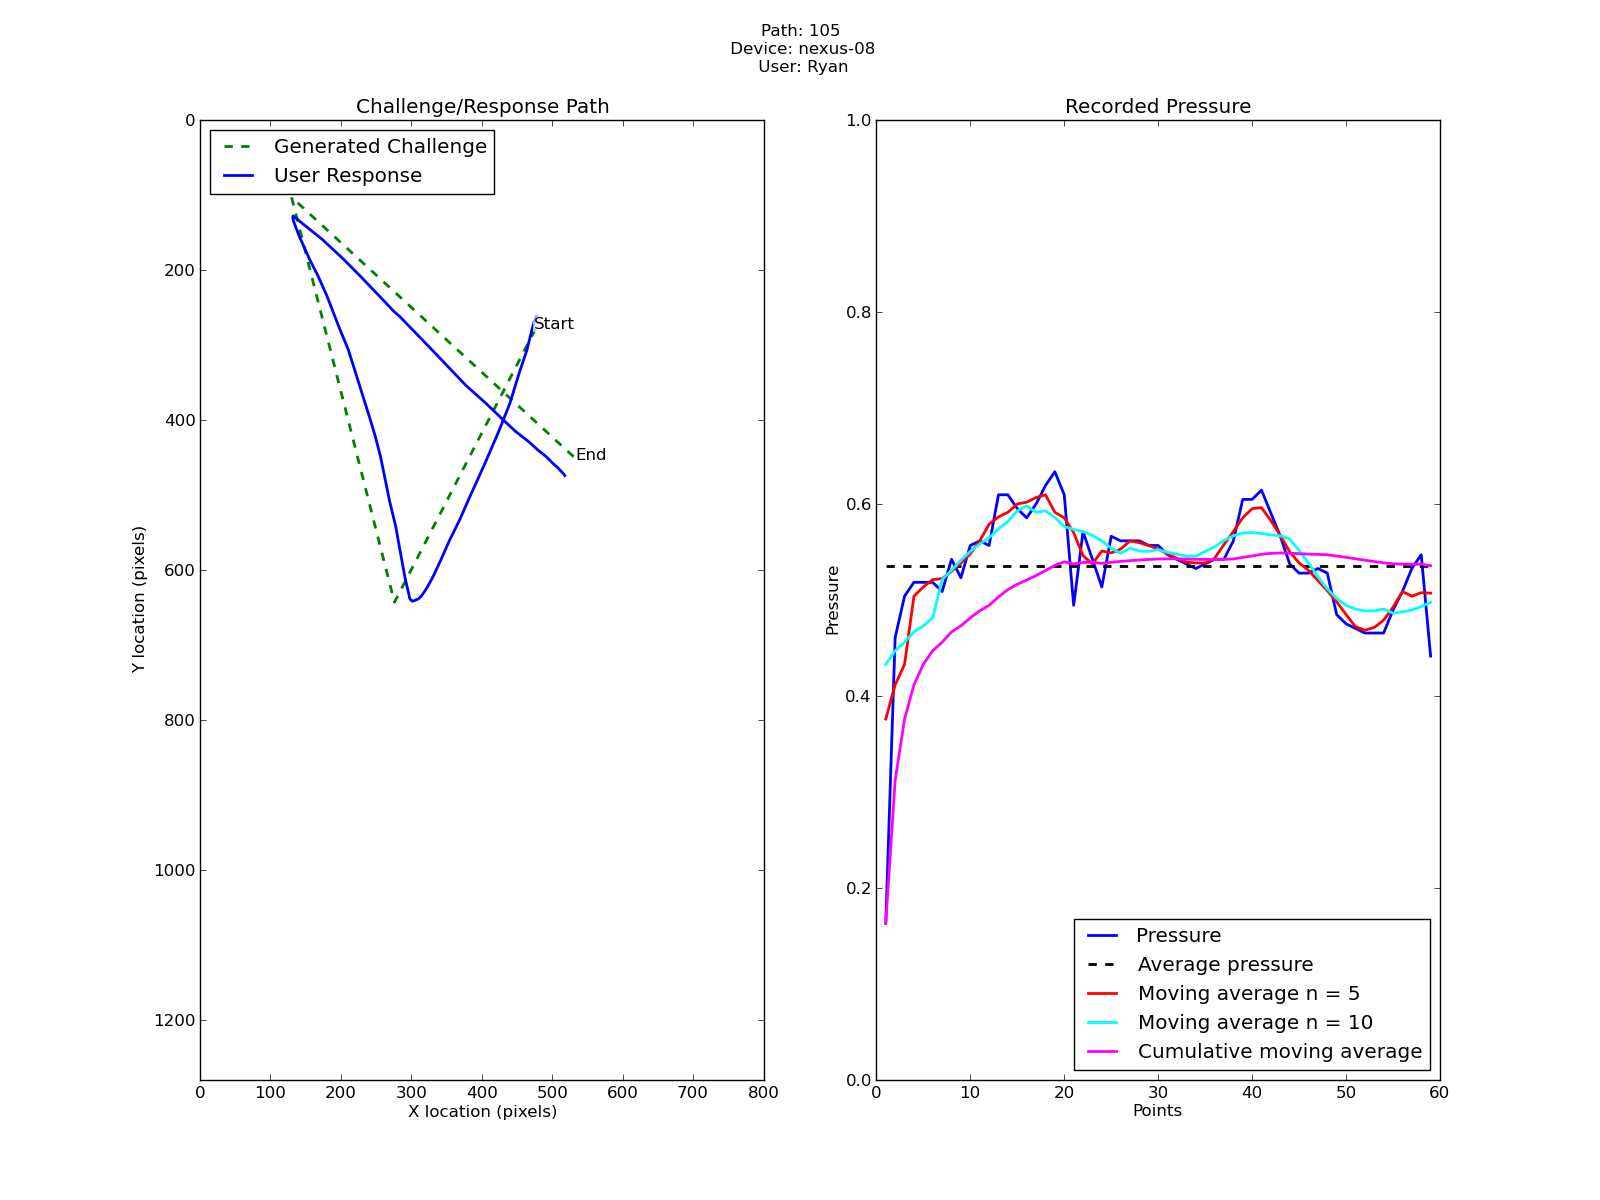 Path: 105
Device: nexus-08
User: Ryan
Challenge/Response Path
Generated Challenge
User Response
Start
End
0
200
400
600
800
1000
1200
Y location (pixels)
0 100 200 300 400 500 600 700 800
X location (pixels)
Recorded Pressure
1.0
0.8
0.6
0.4
0.2
0.0
Pressure
Pressure
Average pressure
Moving average n = 5
Moving average n = 10
Cumulative moving average
0 10 20 30 40 50 60
Points